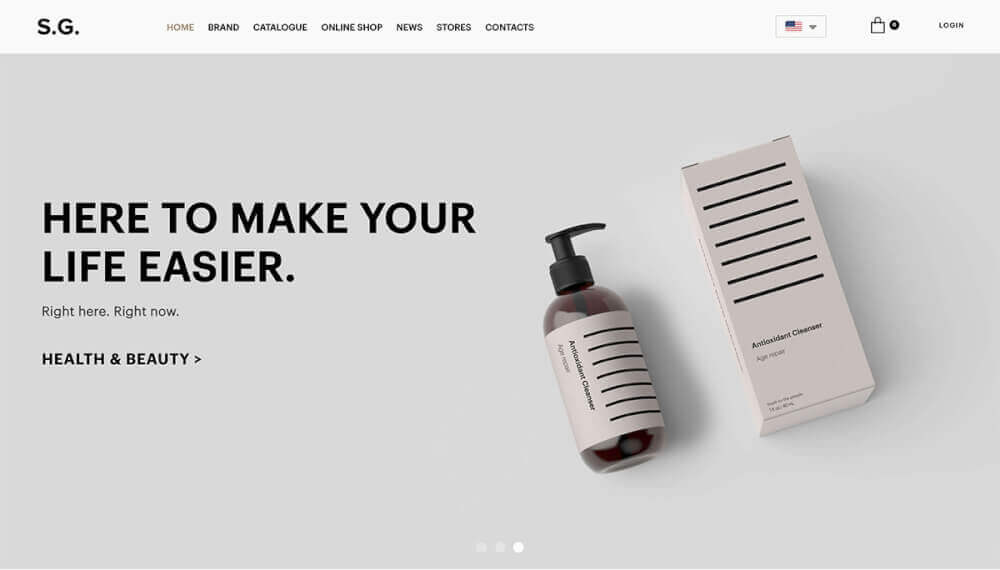 S.G.
HOME BRAND CATALOGUE ONLINE SHOP NEWS STORES CONTACTS
0
LOGIN
HERE TO MAKE YOUR
LIFE EASIER.
Right here. Right now.
HEALTH & BEAUTY >
Antioxidant Cleanser
Age repair
Antioxidant Cleanser
Age repair